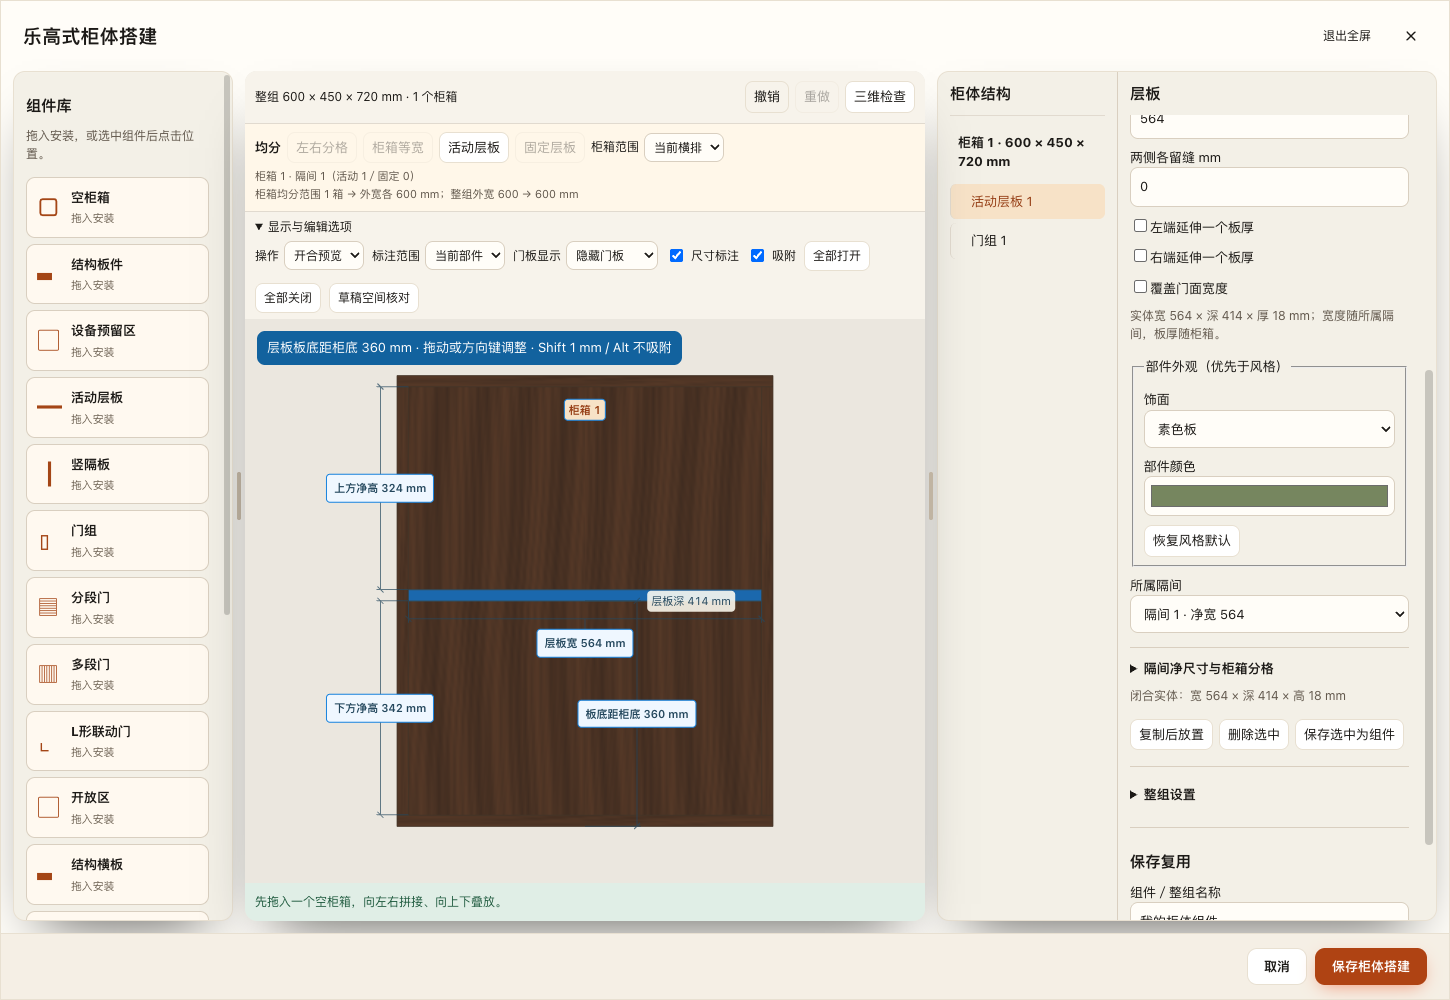 乐高式柜体搭建
退出全屏
×
组件库
拖入安装，或选中组件后点击位
置。
空柜箱
拖入安装
结构板件
拖入安装
设备预留区
拖入安装
活动层板
拖入安装
竖隔板
拖入安装
门组
拖入安装
分段门
拖入安装
多段门
拖入安装
L形联动门
拖入安装
开放区
拖入安装
结构横板
拖入安装
整组 600 × 450 × 720 mm · 1 个柜箱
撤销
重做
三维检查
均分
左右分格
柜箱等宽
活动层板
固定层板
柜箱范围
当前横排
柜箱 1 · 隔间 1（活动 1 / 固定 0）
柜箱均分范围 1 箱 → 外宽各 600 mm；整组外宽 600 → 600 mm
▼ 显示与编辑选项
操作
开合预览
标注范围
当前部件
门板显示
隐藏门板
尺寸标注
吸附
全部打开
全部关闭
草稿空间核对
层板板底距柜底 360 mm · 拖动或方向键调整 · Shift 1 mm / Alt 不吸附
柜箱 1
上方净高 324 mm
层板深 414 mm
层板宽 564 mm
下方净高 342 mm
板底距柜底 360 mm
先拖入一个空柜箱，向左右拼接、向上下叠放。
柜体结构
柜箱 1 · 600 × 450 ×
720 mm
活动层板 1
门组 1
层板
564
两侧各留缝 mm
0
左端延伸一个板厚
右端延伸一个板厚
覆盖门面宽度
实体宽 564 × 深 414 × 厚 18 mm；宽度随所属隔
间，板厚随柜箱。
部件外观（优先于风格）
饰面
素色板
部件颜色
恢复风格默认
所属隔间
隔间 1 · 净宽 564
▶ 隔间净尺寸与柜箱分格
闭合实体：宽 564 × 深 414 × 高 18 mm
复制后放置
删除选中
保存选中为组件
▶ 整组设置
保存复用
组件 / 整组名称
我的柜体组件
取消
保存柜体搭建